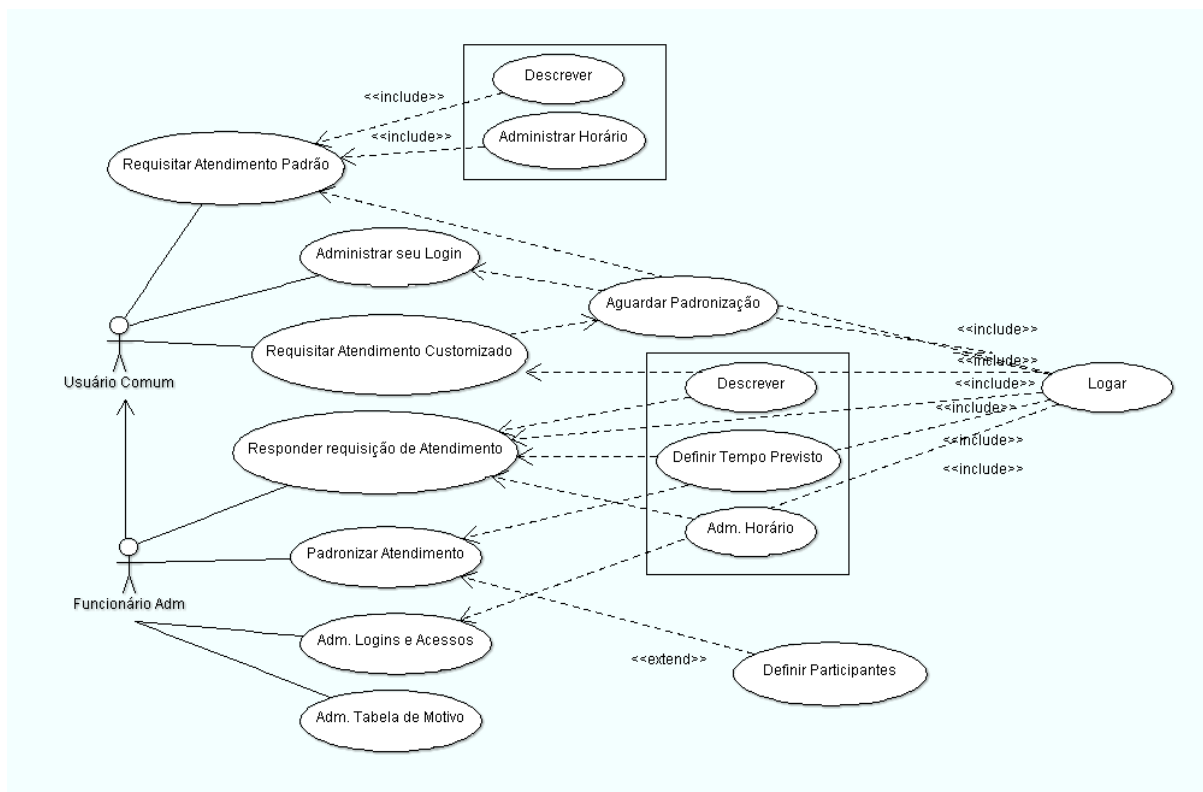 Descrever
<<include>>
<<include>>
Administrar Horário
Requisitar Atendimento Padrão
Administrar seu Login
Aguardar Padronização
<<include>>
Requisitar Atendimento Customizado
<<include>>
Usuário Comum
Descrever
<<include>>
Logar
<<include>>
<<include>>
Responder requisição de Atendimento
Definir Tempo Previsto
<<include>>
Adm. Horário
Padronizar Atendimento
Funcionário Adm
Adm. Logins e Acessos
<<extend>>
Definir Participantes
Adm. Tabela de Motivo